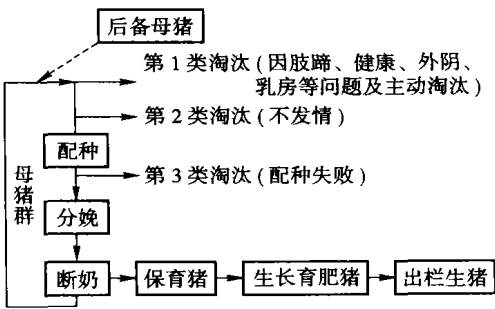 后备母猪
第1类淘汰(因肢蹄、健康、外阴、
乳房等问题及主动淘汰)
第2类淘汰(不发情)
配种
第3类淘汰(配种失败)
母猪群
分娩
断奶
保育猪
生长育肥猪
出栏生猪